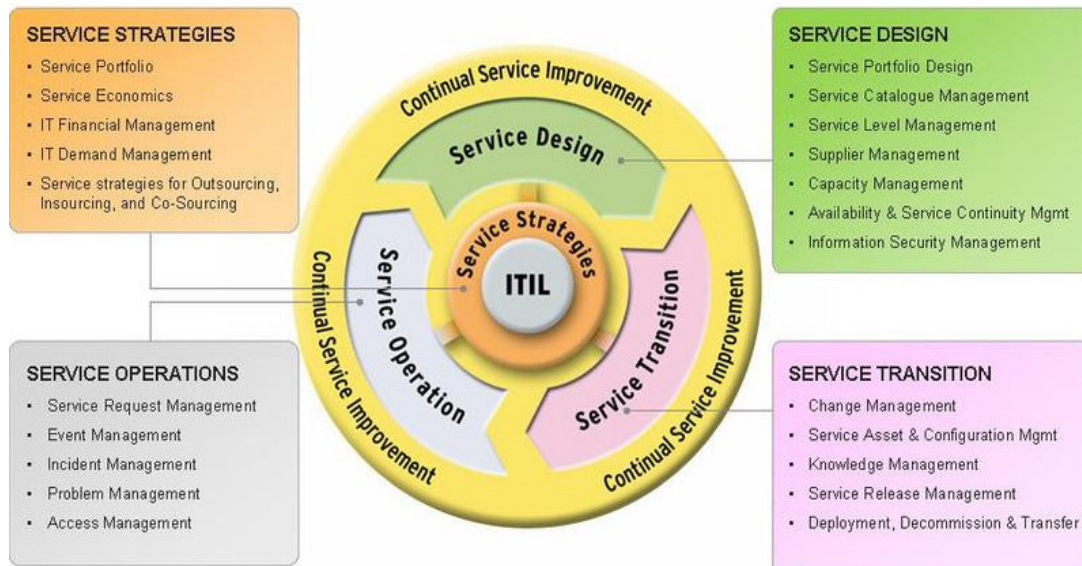 SERVICE STRATEGIES
• Service Portfolio
• Service Economics
• IT Financial Management
• IT Demand Management
• Service strategies for Outsourcing,
Insourcing, and Co-Sourcing
SERVICE DESIGN
• Service Portfolio Design
• Service Catalogue Management
• Service Level Management
• Supplier Management
• Capacity Management
• Availability & Service Continuity Mgmt
• Information Security Management
Continual Service Improvement
Service Design
Service Strategies
ITIL
Service Operation
Service Transition
Continual Service Improvement
Continual Service Improvement
SERVICE OPERATIONS
• Service Request Management
• Event Management
• Incident Management
• Problem Management
• Access Management
SERVICE TRANSITION
• Change Management
• Service Asset & Configuration Mgmt
• Knowledge Management
• Service Release Management
• Deployment, Decommission & Transfer